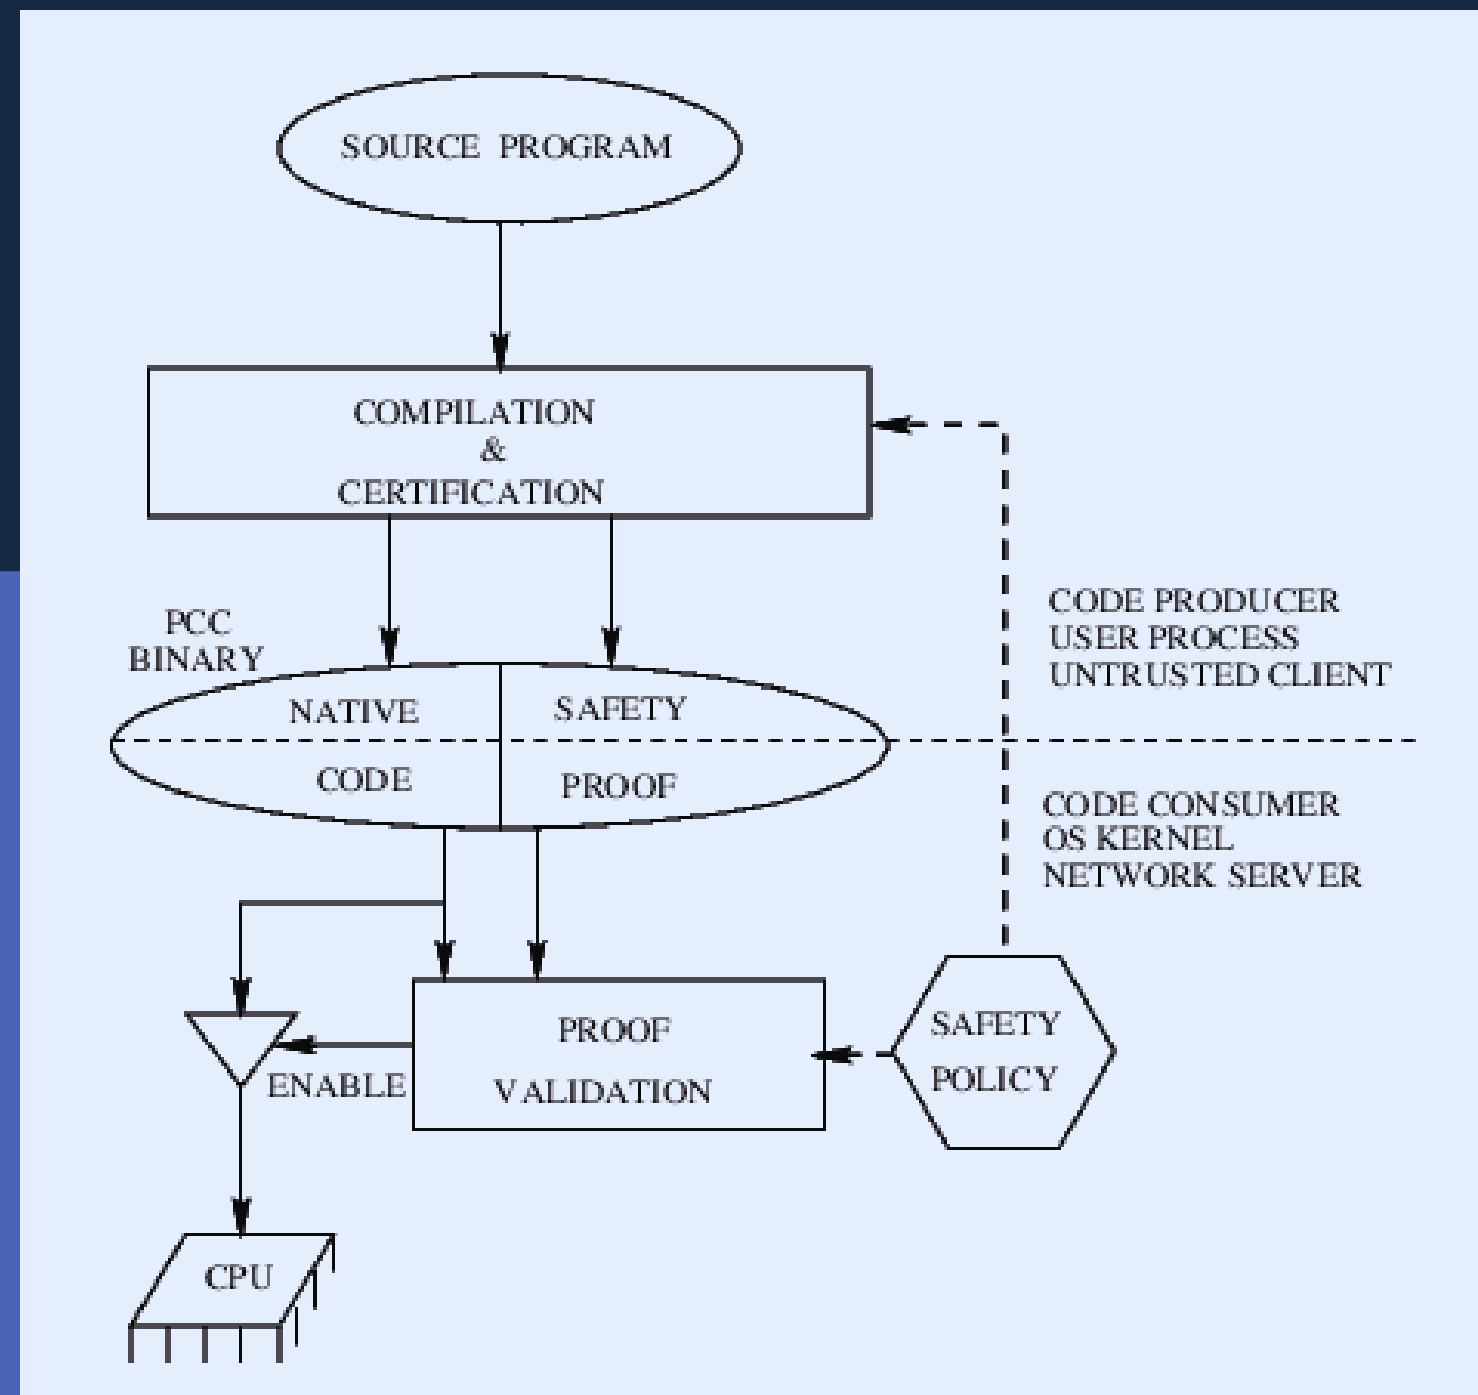 SOURCE PROGRAM
COMPILATION
&
CERTIFICATION
PCC
BINARY
CODE PRODUCER
USER PROCESS
UNTRUSTED CLIENT
NATIVE
SAFETY
CODE
PROOF
CODE CONSUMER
OS KERNEL
NETWORK SERVER
PROOF
VALIDATION
SAFETY
POLICY
ENABLE
CPU